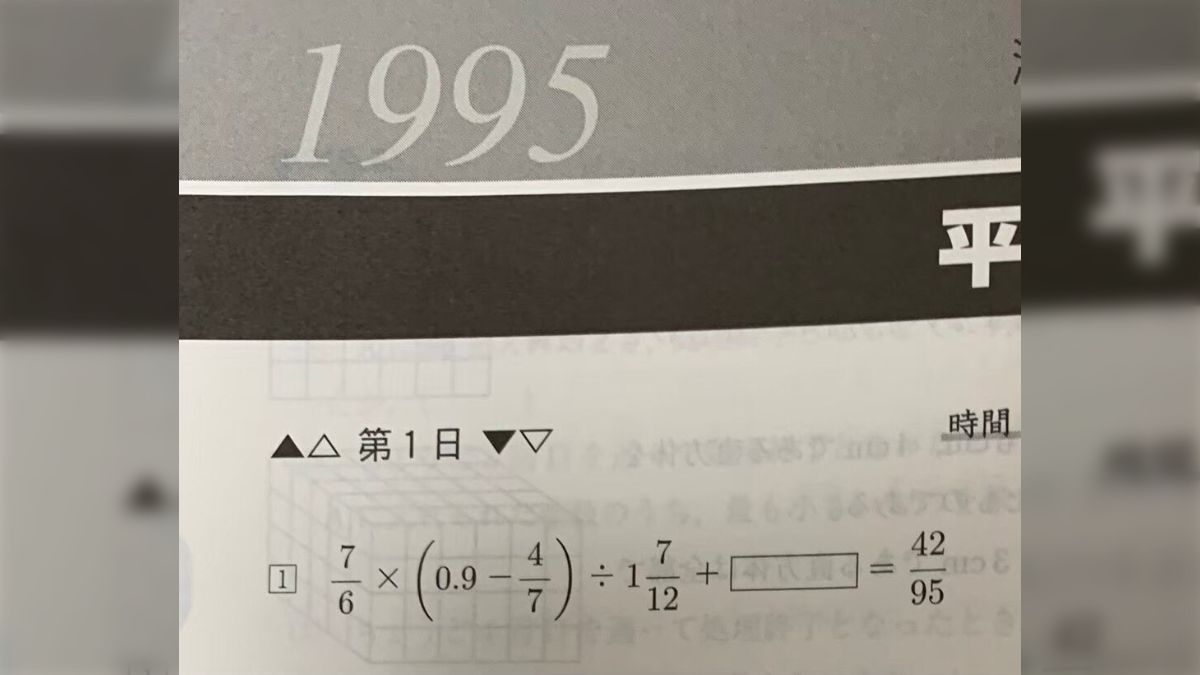 1995
平
▲△ 第1日 ▼▽
時間
1 7/6 × (0.9 − 4/7) ÷ 1 7/12 + □ = 42/95